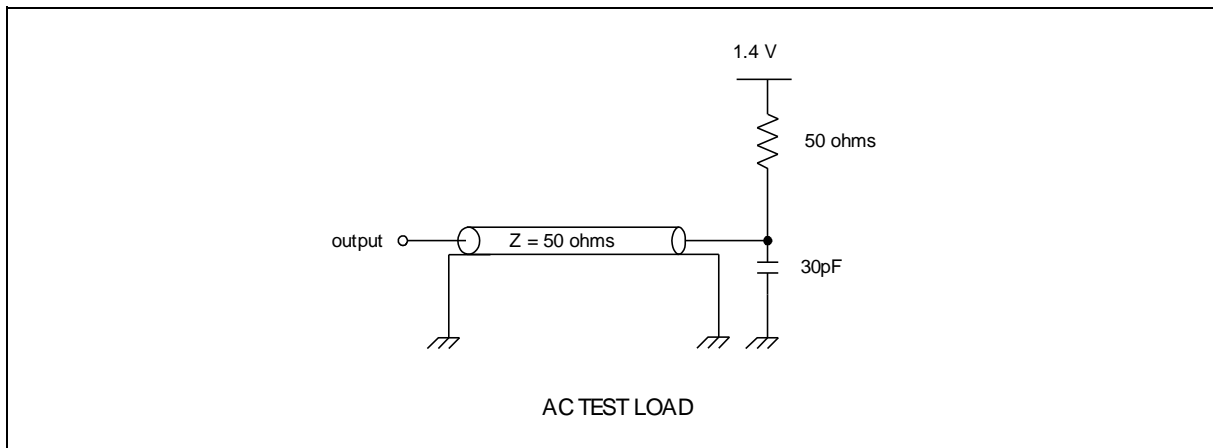 1.4 V
50 ohms
output
Z = 50 ohms
30pF
AC TEST LOAD